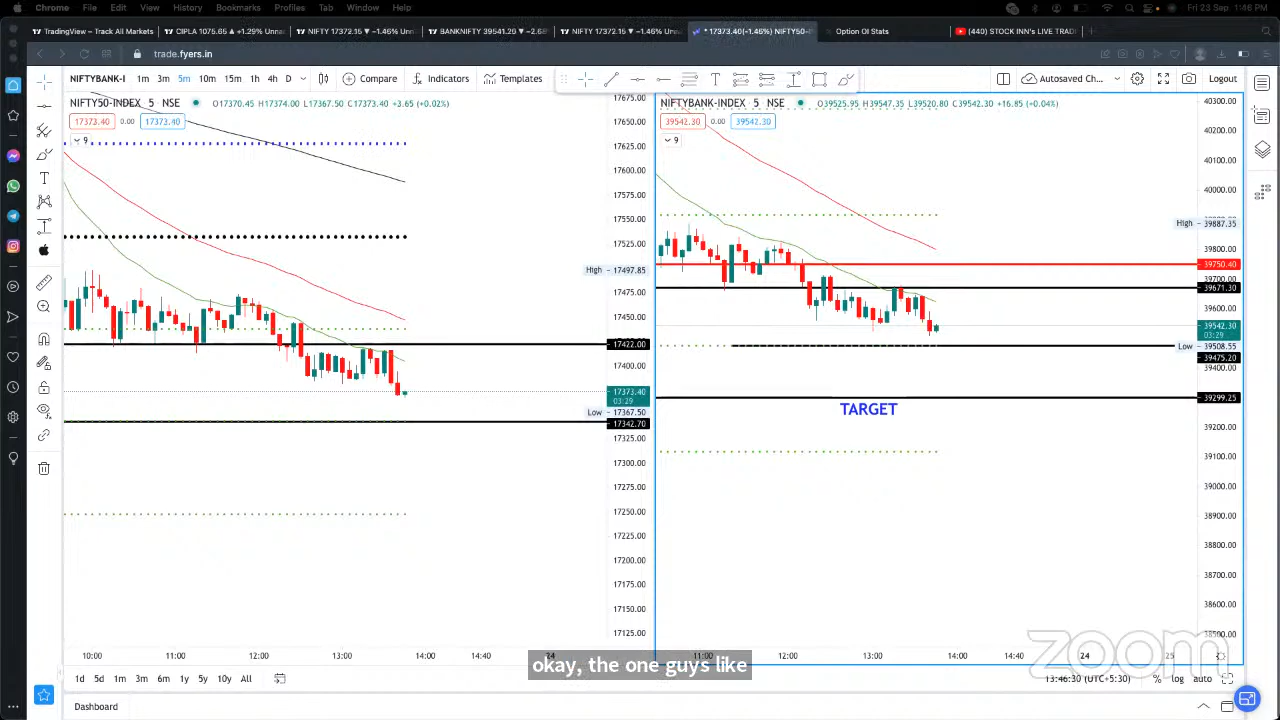 Chrome File Edit View History Bookmarks Profiles Tab Window Help Fri 23 Sep 1:46 PM
TradingView – Track All Markets CIPLA 1075.65 ▲ +1.29% Unna NIFTY 17372.15 ▼ −1.46% Unn BANKNIFTY 39541.20 ▼ −2.68 NIFTY 17372.15 ▼ −1.46% Unn * 17373.40(-1.46%) NIFTY50- Option OI Stats (440) STOCK INN's LIVE TRADI
trade.fyers.in
NIFTYBANK-I 1m 3m 5m 10m 15m 1h 4h D Compare Indicators Templates Autosaved Ch... Logout
NIFTY50-INDEX 5 NSE O17370.45 H17374.00 L17367.50 C17373.40 +3.65 (+0.02%)
17373.40 0.00 17373.40
9
17675.00
17650.00
17625.00
17600.00
17575.00
17550.00
17525.00
High 17497.85
17475.00
17450.00
17422.00
17400.00
17373.40
03:29
Low 17367.50
17342.70
17325.00
17300.00
17275.00
17250.00
17225.00
17200.00
17175.00
17150.00
17125.00
10:00 11:00 12:00 13:00 14:00 14:40
NIFTYBANK-INDEX 5 NSE O39525.95 H39547.35 L39520.80 C39542.30 +16.85 (+0.04%)
39542.30 0.00 39542.30
9
40300.00
40200.00
40100.00
40000.00
High 39887.35
39800.00
39750.40
39700.00
39671.30
39600.00
39542.30
03:29
Low 39508.55
39475.20
39400.00
39299.25
TARGET
39200.00
39100.00
39000.00
38900.00
38800.00
38700.00
38600.00
38500.00
11:00 12:00 13:00 14:00 14:40
zoom
okay, the one guys like
1d 5d 1m 3m 6m 1y 5y 10y All 13:46:30 (UTC+5:30) % log auto
Dashboard